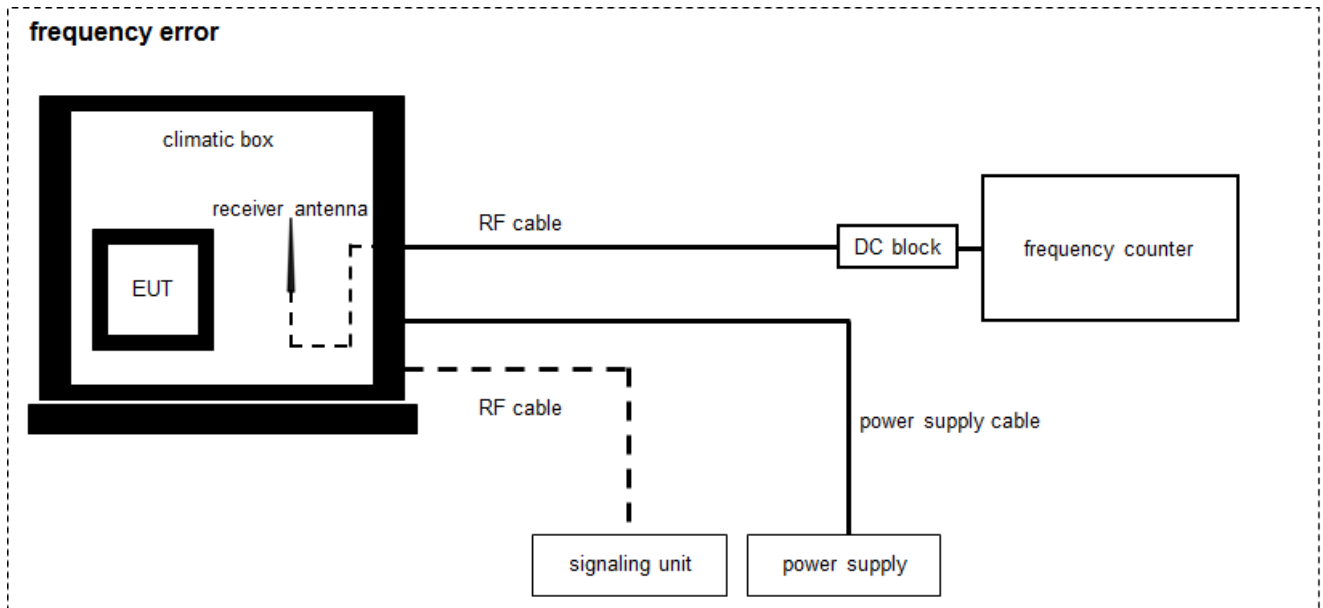 frequency error
climatic box
receiver antenna
EUT
RF cable
DC block
frequency counter
RF cable
power supply cable
signaling unit
power supply